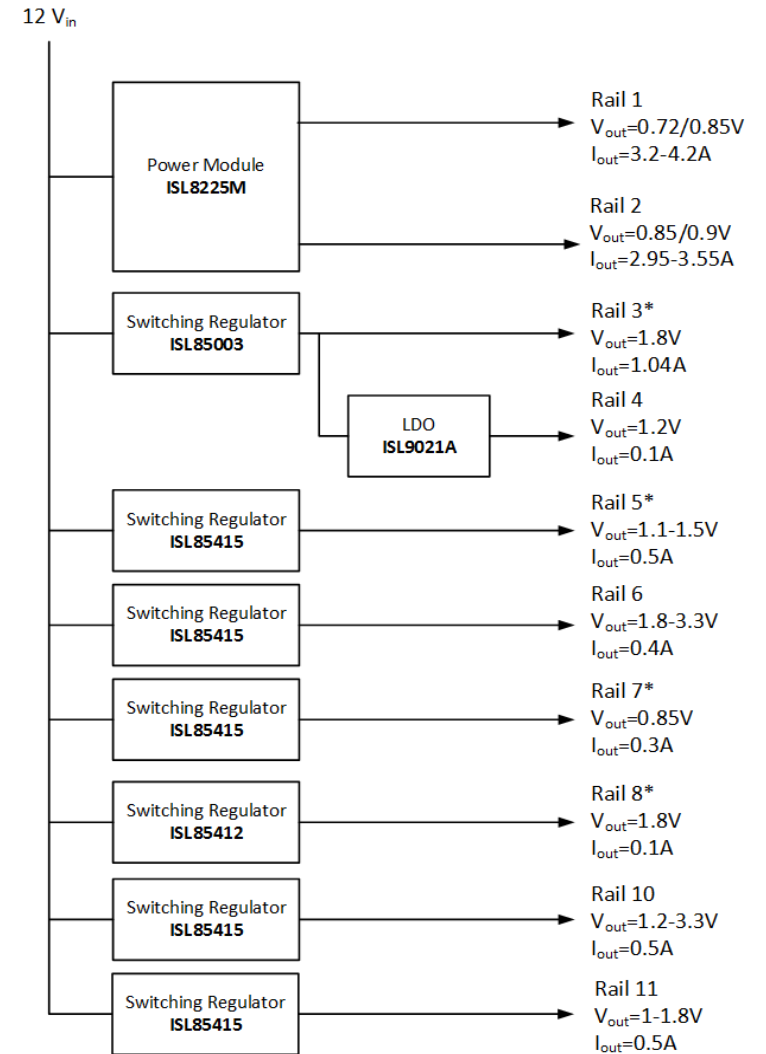 12 Vin
Power Module
ISL8225M
Rail 1
Vout=0.72/0.85V
Iout=3.2-4.2A
Rail 2
Vout=0.85/0.9V
Iout=2.95-3.55A
Switching Regulator
ISL85003
Rail 3*
Vout=1.8V
Iout=1.04A
LDO
ISL9021A
Rail 4
Vout=1.2V
Iout=0.1A
Switching Regulator
ISL85415
Rail 5*
Vout=1.1-1.5V
Iout=0.5A
Switching Regulator
ISL85415
Rail 6
Vout=1.8-3.3V
Iout=0.4A
Switching Regulator
ISL85415
Rail 7*
Vout=0.85V
Iout=0.3A
Switching Regulator
ISL85412
Rail 8*
Vout=1.8V
Iout=0.1A
Switching Regulator
ISL85415
Rail 10
Vout=1.2-3.3V
Iout=0.5A
Switching Regulator
ISL85415
Rail 11
Vout=1-1.8V
Iout=0.5A